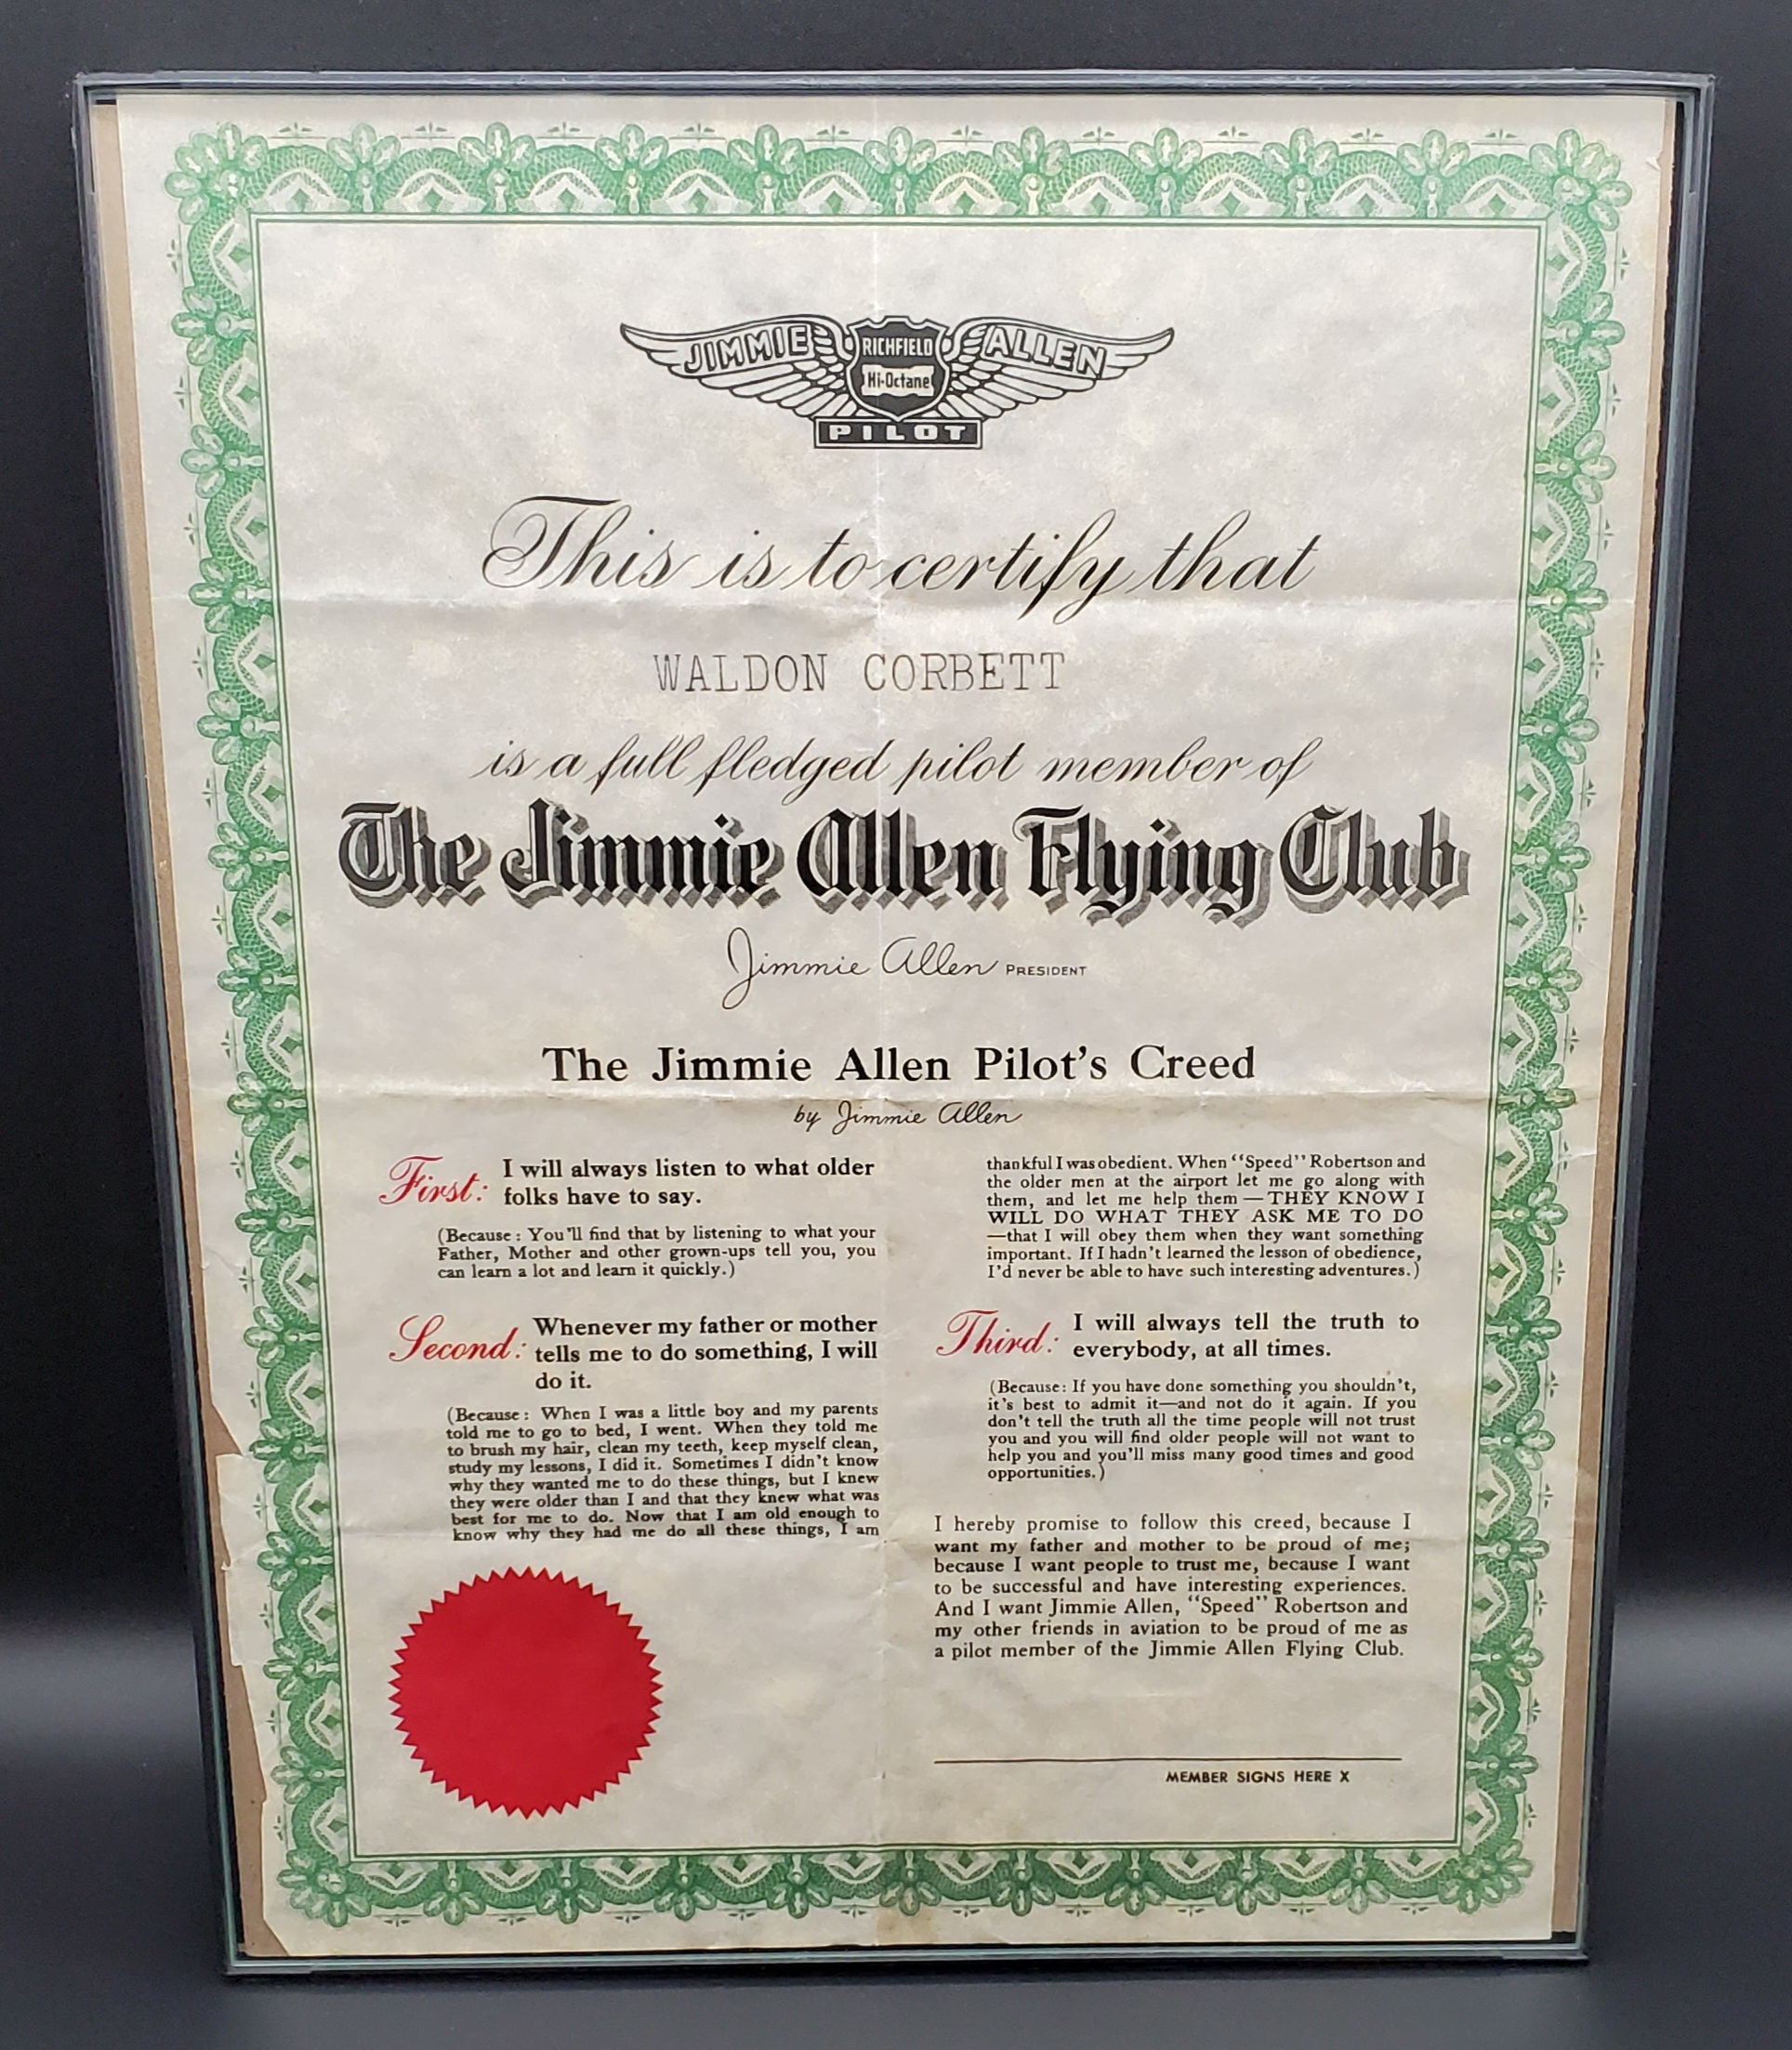 JIMMIE RICHFIELD ALLEN
Hi-Octane
PILOT
This is to certify that
WALDON CORBETT
is a full fledged pilot member of
The Jimmie Allen Flying Club
Jimmie Allen PRESIDENT
The Jimmie Allen Pilot's Creed
by Jimmie Allen
First: I will always listen to what older
folks have to say.
(Because: You'll find that by listening to what your
Father, Mother and other grown-ups tell you, you
can learn a lot and learn it quickly.)
Second: Whenever my father or mother
tells me to do something, I will
do it.
(Because: When I was a little boy and my parents
told me to go to bed, I went. When they told me
to brush my hair, clean my teeth, keep myself clean,
study my lessons, I did it. Sometimes I didn't know
why they wanted me to do these things, but I knew
they were older than I and that they knew what was
best for me to do. Now that I am old enough to
know why they had me do all these things, I am
thankful I was obedient. When "Speed" Robertson and
the older men at the airport let me go along with
them, and let me help them—THEY KNOW I
WILL DO WHAT THEY ASK ME TO DO
—that I will obey them when they want something
important. If I hadn't learned the lesson of obedience,
I'd never be able to have such interesting adventures.)
Third: I will always tell the truth to
everybody, at all times.
(Because: If you have done something you shouldn't,
it's best to admit it—and not do it again. If you
don't tell the truth all the time people will not trust
you and you will find older people will not want to
help you and you'll miss many good times and good
opportunities.)
I hereby promise to follow this creed, because I
want my father and mother to be proud of me;
because I want people to trust me, because I want
to be successful and have interesting experiences.
And I want Jimmie Allen, "Speed" Robertson and
my other friends in aviation to be proud of me as
a pilot member of the Jimmie Allen Flying Club.
MEMBER SIGNS HERE X